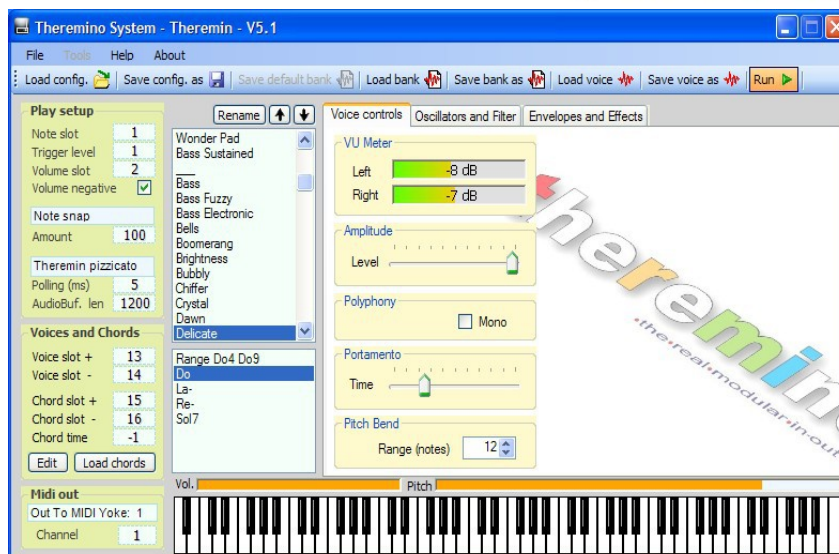 Theremino System - Theremin - V5.1
File Tools Help About
Load config. Save config. as Save default bank Load bank Save bank as Load voice Save voice as Run
Play setup
Note slot 1
Trigger level 1
Volume slot 2
Volume negative
Note snap
Amount 100
Theremin pizzicato
Polling (ms) 5
AudioBuf. len 1200
Voices and Chords
Voice slot + 13
Voice slot - 14
Chord slot + 15
Chord slot - 16
Chord time -1
Edit Load chords
Midi out
Out To MIDI Yoke: 1
Channel 1
Rename
Wonder Pad
Bass Sustained
___
Bass
Bass Fuzzy
Bass Electronic
Bells
Boomerang
Brightness
Bubbly
Chiffer
Crystal
Dawn
Delicate
Range Do4 Do9
Do
La-
Re-
Sol7
Voice controls Oscillators and Filter Envelopes and Effects
VU Meter
Left -8 dB
Right -7 dB
Amplitude
Level
Polyphony
Mono
Portamento
Time
Pitch Bend
Range (notes) 12
theremino
•the•real•modular•in•out
Vol. Pitch